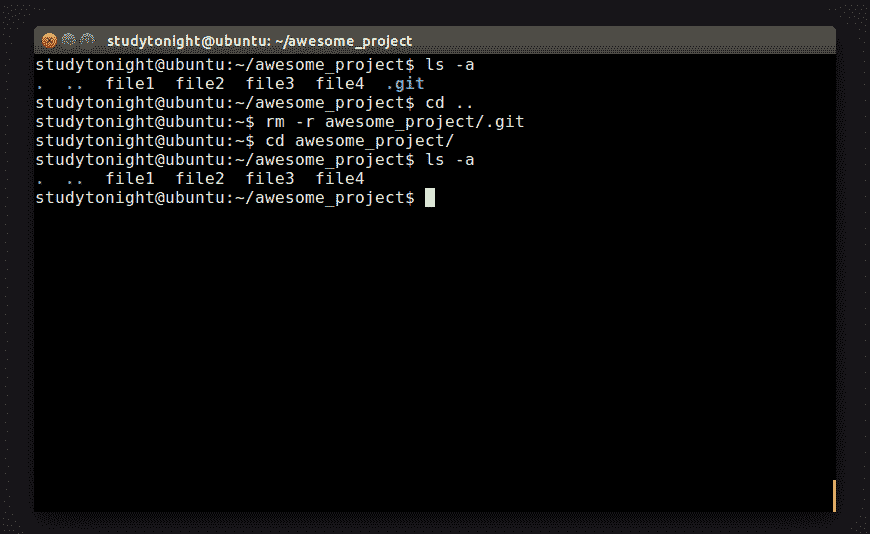 studytonight@ubuntu: ~/awesome_project
studytonight@ubuntu:~/awesome_project$ ls -a
.  ..  file1  file2  file3  file4  .git
studytonight@ubuntu:~/awesome_project$ cd ..
studytonight@ubuntu:~$ rm -r awesome_project/.git
studytonight@ubuntu:~$ cd awesome_project/
studytonight@ubuntu:~/awesome_project$ ls -a
.  ..  file1  file2  file3  file4
studytonight@ubuntu:~/awesome_project$